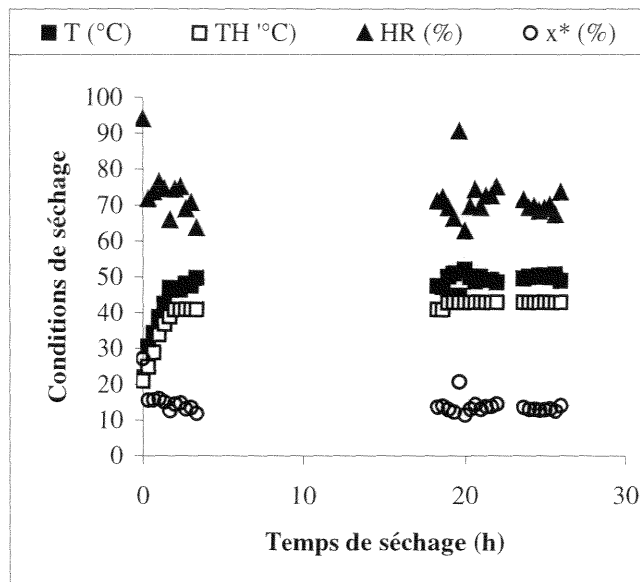 ■ T (°C) □ TH '°C) ▲ HR (%) ○ x* (%)
Conditions de séchage
100
90
80
70
60
50
40
30
20
10
0
0 10 20 30
Temps de séchage (h)